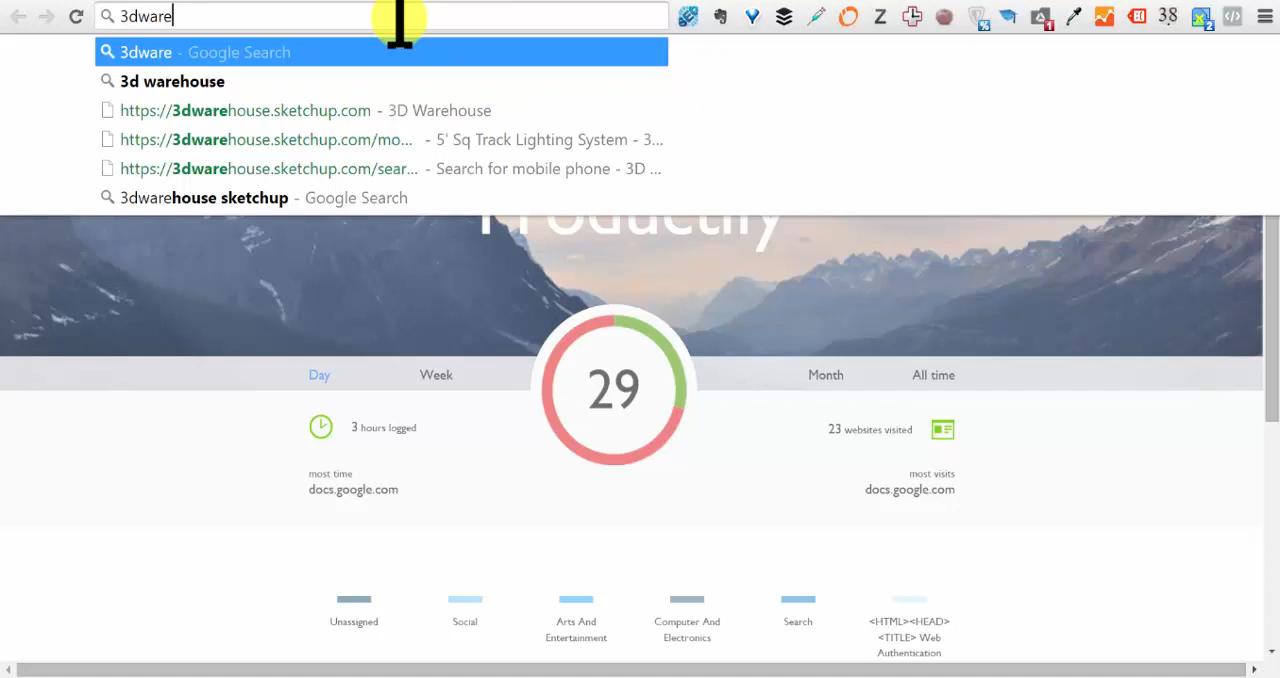 3dware
38
%
1
2
3dware - Google Search
3d warehouse
https://3dwarehouse.sketchup.com - 3D Warehouse
https://3dwarehouse.sketchup.com/mo... - 5' Sq Track Lighting System - 3...
https://3dwarehouse.sketchup.com/sear... - Search for mobile phone - 3D ...
3dwarehouse sketchup - Google Search
Productify
Day Week Month All time
29
3 hours logged
23 websites visited
most time
docs.google.com
most visits
docs.google.com
Unassigned
Social
Arts And
Entertainment
Computer And
Electronics
Search
<HTML><HEAD>
<TITLE> Web
Authentication